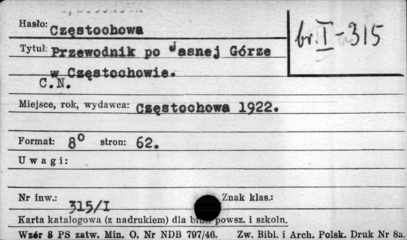 Hasło: Częstochowa
br. I-315
Tytuł: Przewodnik po Jasnej Górze
w Częstochowie.
C.N.
Miejsce, rok, wydawca: Częstochowa 1922.
Format: 8° stron: 62.
Uwagi:
Nr inw.: 315/I Znak klas.:
Karta katalogowa (z nadrukiem) dla bibl. powsz. i szkoln.
Wzór 8 PS zatw. Min. O. Nr NDB 797/46. Zw. Bibl. i Arch. Polsk. Druk Nr 8a.